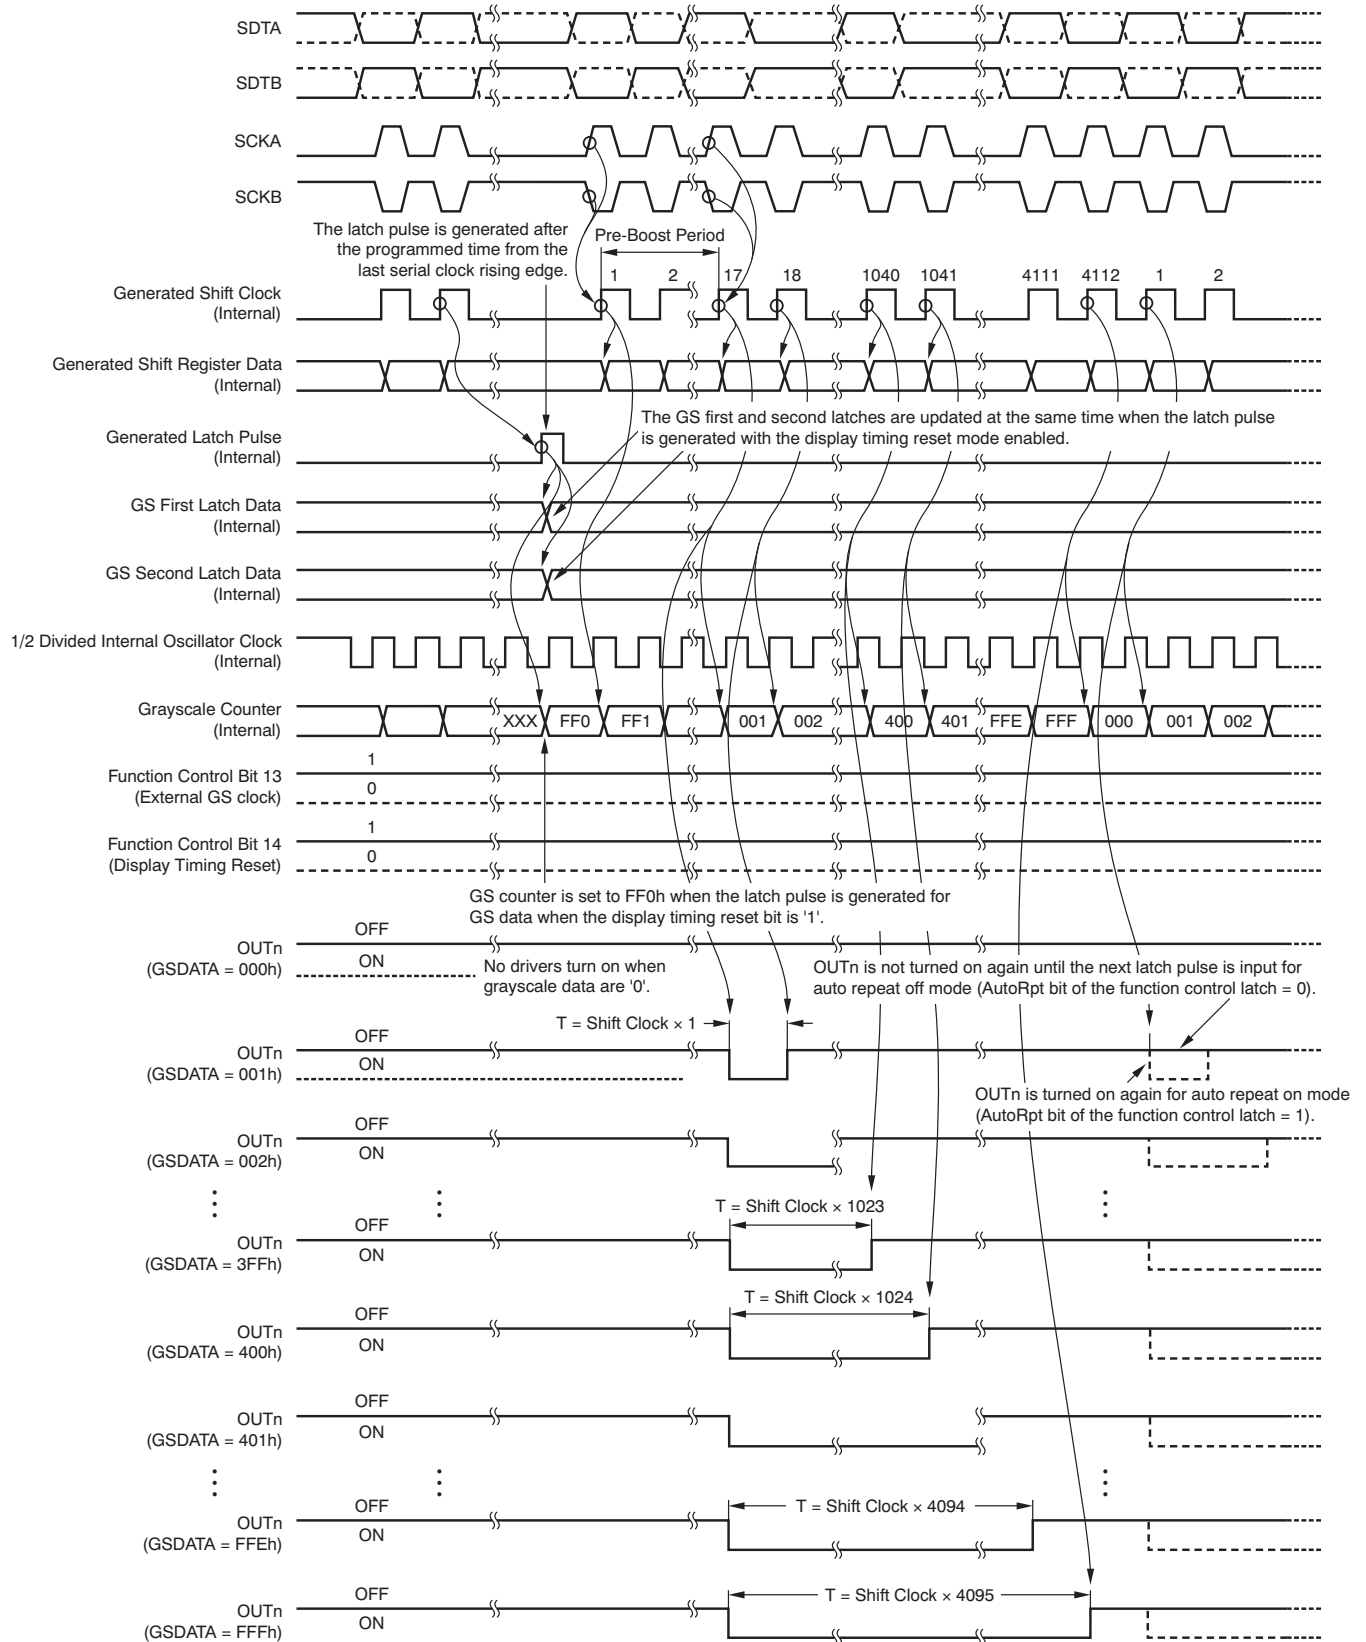 SDTA
SDTB
SCKA
SCKB
The latch pulse is generated after
the programmed time from the
last serial clock rising edge.
Pre-Boost Period
1 2 17 18 1040 1041 4111 4112 1 2
Generated Shift Clock
(Internal)
Generated Shift Register Data
(Internal)
The GS first and second latches are updated at the same time when the latch pulse
is generated with the display timing reset mode enabled.
Generated Latch Pulse
(Internal)
GS First Latch Data
(Internal)
GS Second Latch Data
(Internal)
1/2 Divided Internal Oscillator Clock
(Internal)
Grayscale Counter
(Internal)
XXX FF0 FF1 001 002 400 401 FFE FFF 000 001 002
1
Function Control Bit 13
(External GS clock)
0
1
Function Control Bit 14
(Display Timing Reset)
0
GS counter is set to FF0h when the latch pulse is generated for
GS data when the display timing reset bit is '1'.
OFF
OUTn
(GSDATA = 000h)
ON
No drivers turn on when
grayscale data are '0'.
OUTn is not turned on again until the next latch pulse is input for
auto repeat off mode (AutoRpt bit of the function control latch = 0).
T = Shift Clock × 1
OFF
OUTn
(GSDATA = 001h)
ON
OUTn is turned on again for auto repeat on mode
(AutoRpt bit of the function control latch = 1).
OFF
OUTn
(GSDATA = 002h)
ON
T = Shift Clock × 1023
OFF
OUTn
(GSDATA = 3FFh)
ON
T = Shift Clock × 1024
OFF
OUTn
(GSDATA = 400h)
ON
OFF
OUTn
(GSDATA = 401h)
ON
T = Shift Clock × 4094
OFF
OUTn
(GSDATA = FFEh)
ON
T = Shift Clock × 4095
OFF
OUTn
(GSDATA = FFFh)
ON